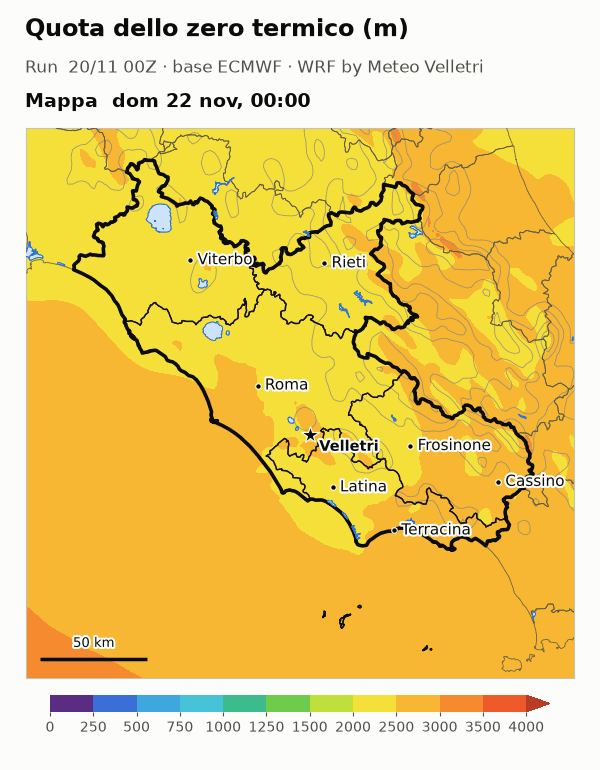 Quota dello zero termico (m)
Run 20/11 00Z · base ECMWF · WRF by Meteo Velletri
Mappa dom 22 nov, 00:00
Viterbo
Rieti
Roma
Velletri
Frosinone
Latina
Cassino
Terracina
50 km
0 250 500 750 1000 1250 1500 2000 2500 3000 3500 4000